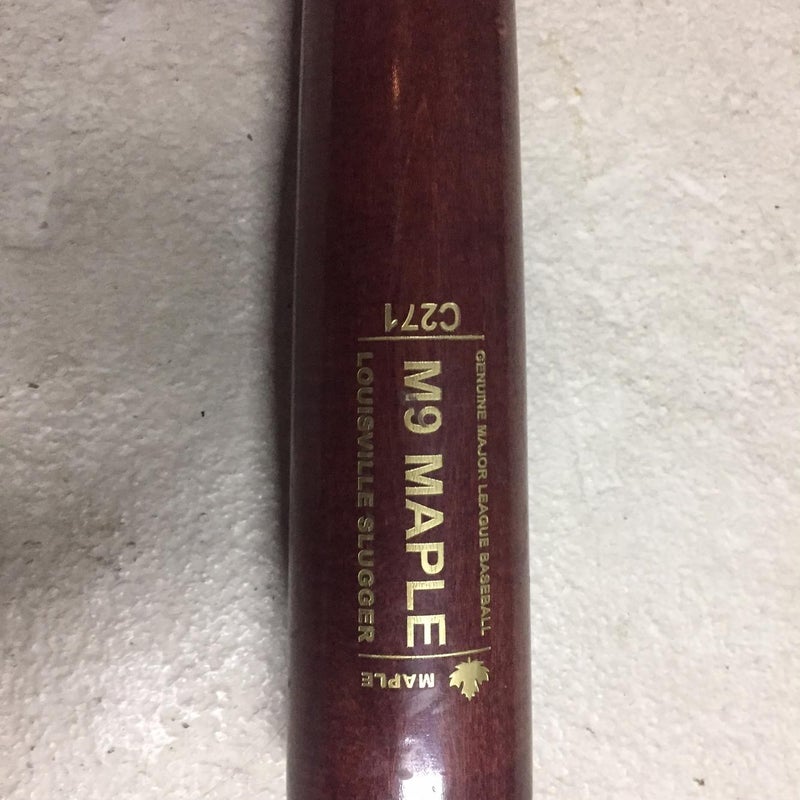 C271
GENUINE MAJOR LEAGUE BASEBALL
M9 MAPLE
LOUISVILLE SLUGGER
MAPLE